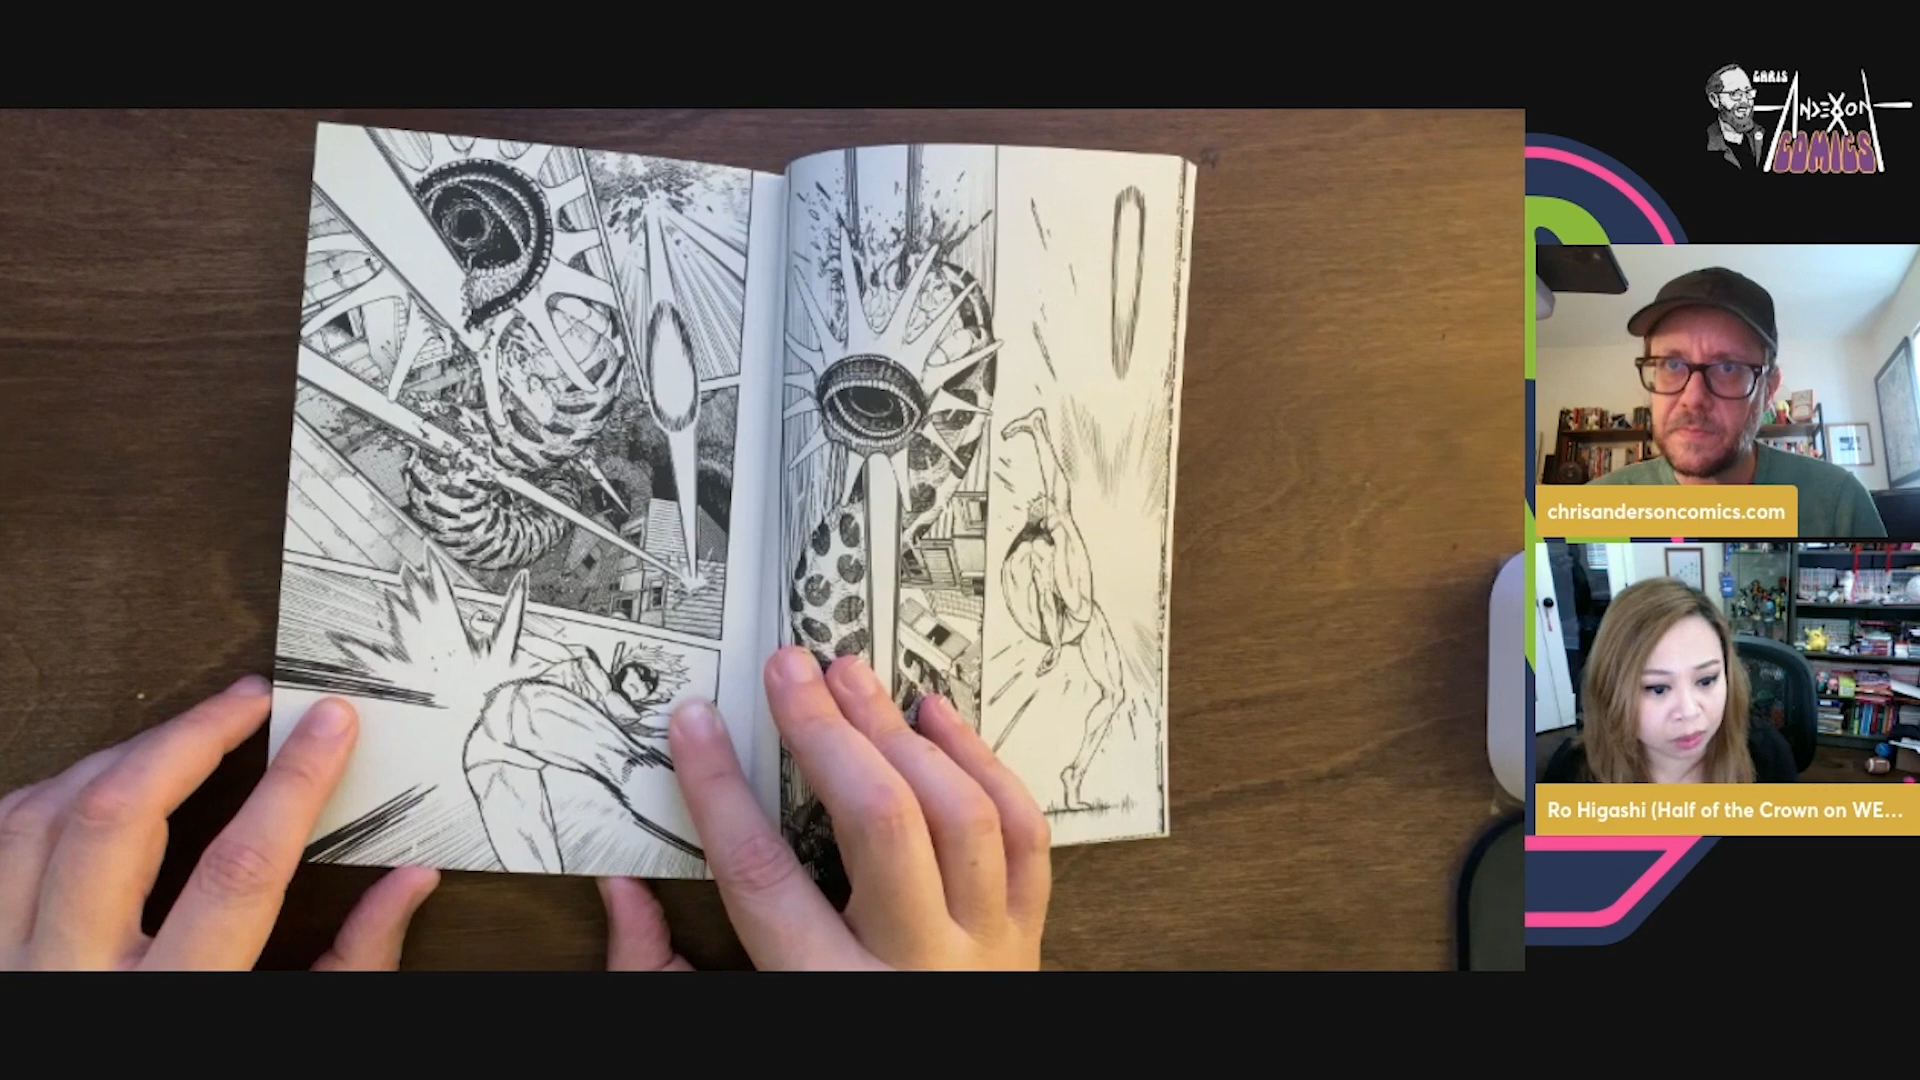 CHRIS
ANDERSON
COMICS
chrisandersoncomics.com
Ro Higashi (Half of the Crown on WE...